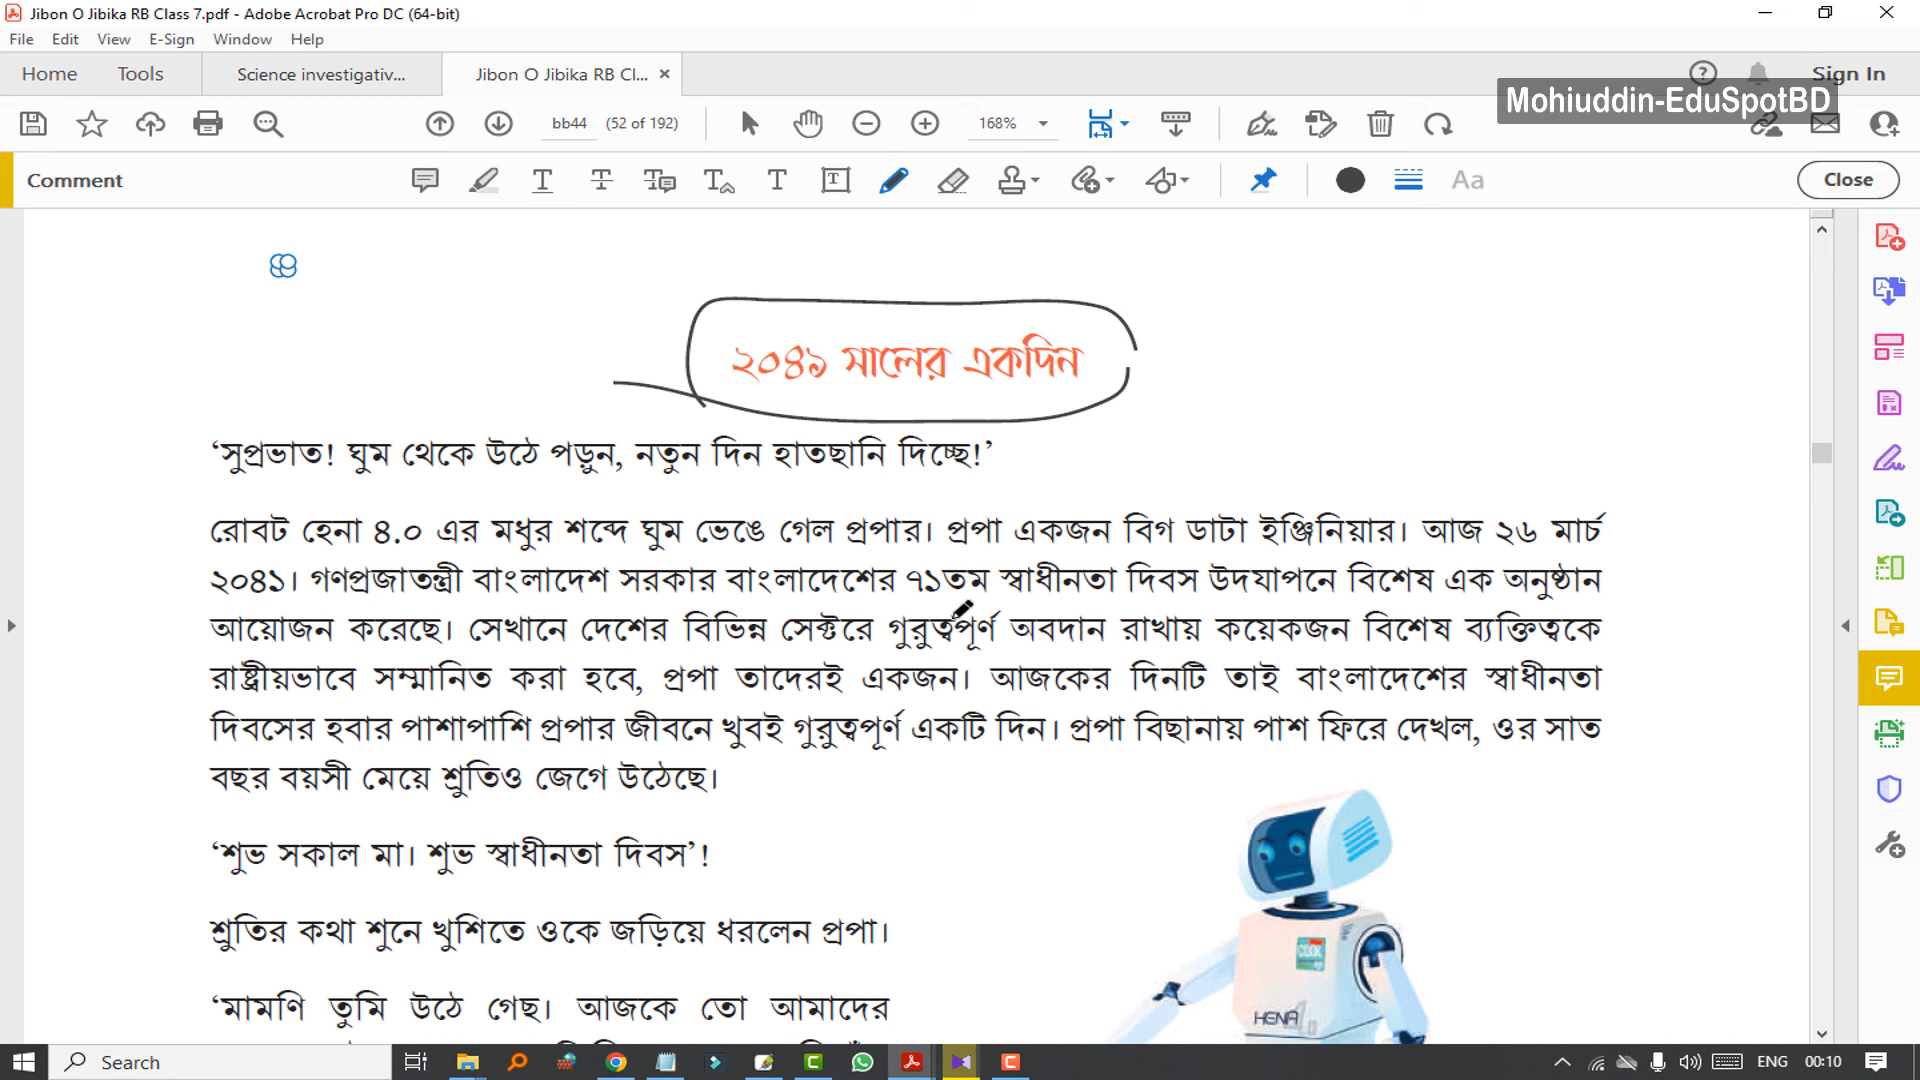 Jibon O Jibika RB Class 7.pdf - Adobe Acrobat Pro DC (64-bit)
File Edit View E-Sign Window Help
Home Tools Science investigativ... Jibon O Jibika RB Cl... Sign In
Mohiuddin-EduSpotBD
bb44 (52 of 192) 168%
Comment Close
২০৪১ সালের একদিন
‘সুপ্রভাত! ঘুম থেকে উঠে পড়ুন, নতুন দিন হাতছানি দিচ্ছে!’
রোবট হেনা ৪.০ এর মধুর শব্দে ঘুম ভেঙে গেল প্রপার। প্রপা একজন বিগ ডাটা ইঞ্জিনিয়ার। আজ ২৬ মার্চ
২০৪১। গণপ্রজাতন্ত্রী বাংলাদেশ সরকার বাংলাদেশের ৭১তম স্বাধীনতা দিবস উদযাপনে বিশেষ এক অনুষ্ঠান
আয়োজন করেছে। সেখানে দেশের বিভিন্ন সেক্টরে গুরুত্বপূর্ণ অবদান রাখায় কয়েকজন বিশেষ ব্যক্তিত্বকে
রাষ্ট্রীয়ভাবে সম্মানিত করা হবে, প্রপা তাদেরই একজন। আজকের দিনটি তাই বাংলাদেশের স্বাধীনতা
দিবসের হবার পাশাপাশি প্রপার জীবনে খুবই গুরুত্বপূর্ণ একটি দিন। প্রপা বিছানায় পাশ ফিরে দেখল, ওর সাত
বছর বয়সী মেয়ে শ্রুতিও জেগে উঠেছে।
‘শুভ সকাল মা। শুভ স্বাধীনতা দিবস’!
শ্রুতির কথা শুনে খুশিতে ওকে জড়িয়ে ধরলেন প্রপা।
‘মামণি তুমি উঠে গেছ। আজকে তো আমাদের
HENA
Search ENG 00:10